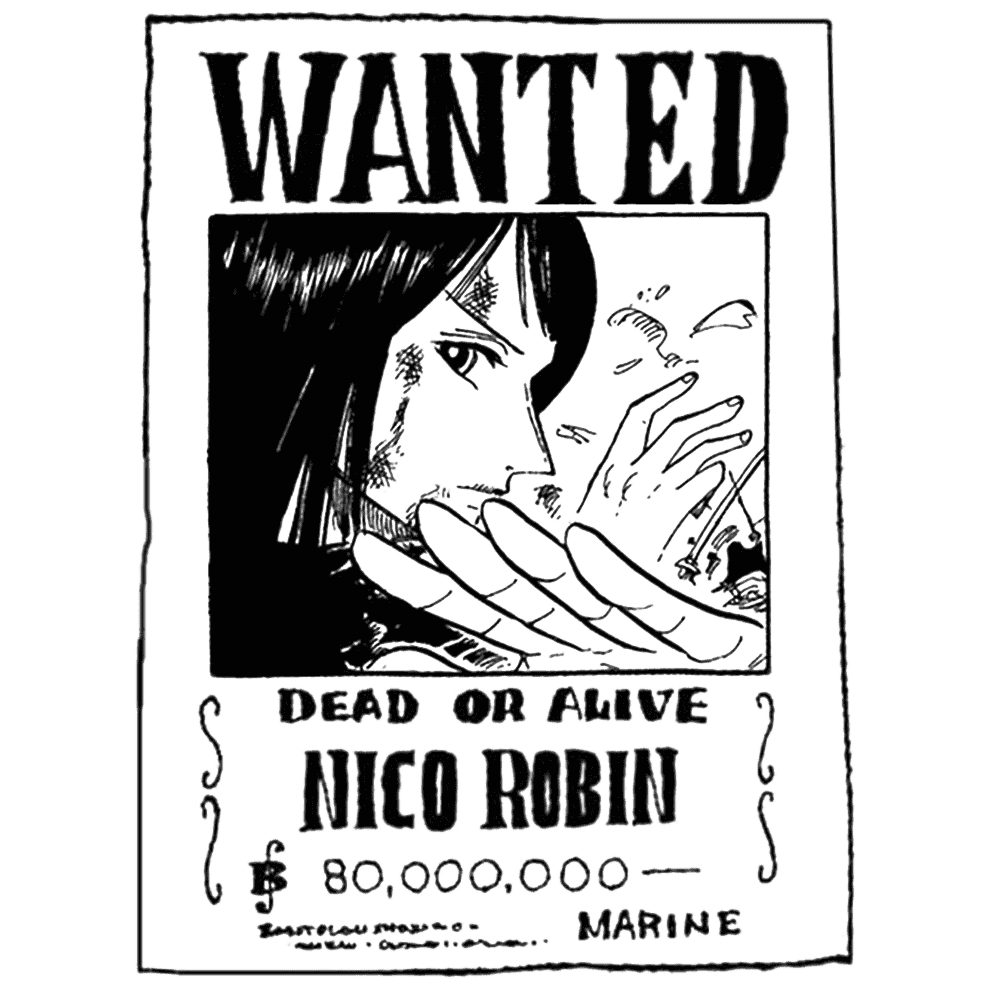 WANTED
DEAD OR ALIVE
NICO ROBIN
฿ 80,000,000—
MARINE